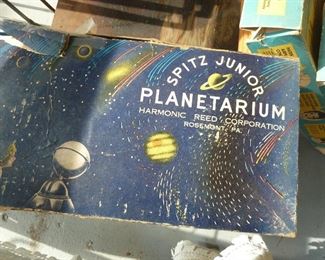 SPITZ JUNIOR
PLANETARIUM
HARMONIC REED CORPORATION
ROSEMONT, PA.